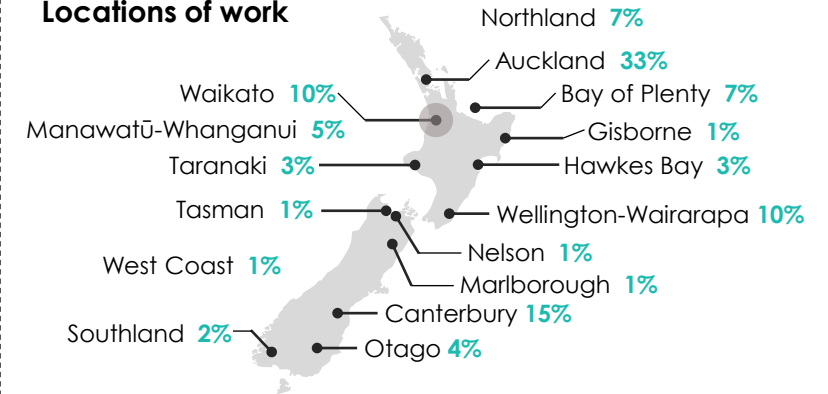 Locations of work
Northland 7%
Auckland 33%
Waikato 10%
Bay of Plenty 7%
Manawatū-Whanganui 5%
Gisborne 1%
Taranaki 3%
Hawkes Bay 3%
Tasman 1%
Wellington-Wairarapa 10%
Nelson 1%
West Coast 1%
Marlborough 1%
Canterbury 15%
Southland 2%
Otago 4%